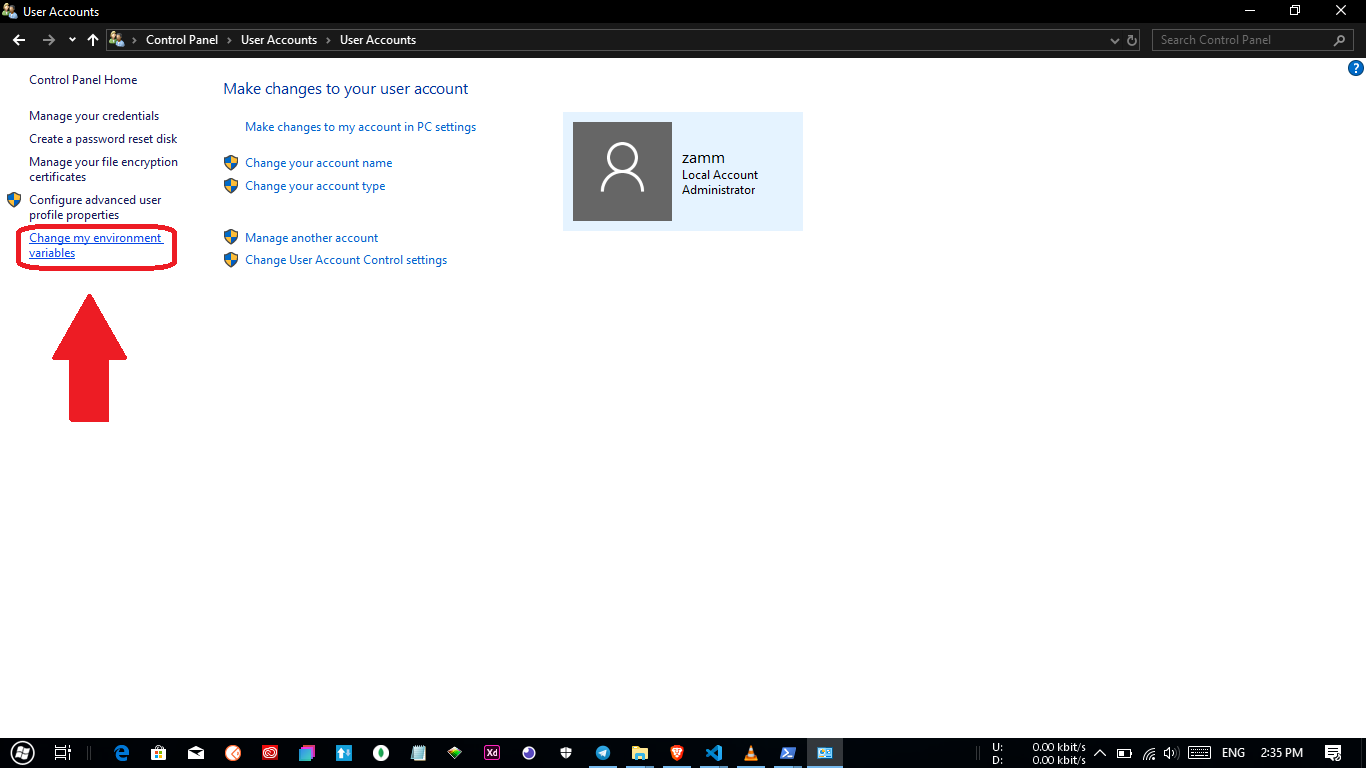 User Accounts
Control Panel > User Accounts > User Accounts
Search Control Panel
?
Control Panel Home
Manage your credentials
Create a password reset disk
Manage your file encryption
certificates
Configure advanced user
profile properties
Change my environment
variables
Make changes to your user account
Make changes to my account in PC settings
Change your account name
Change your account type
Manage another account
Change User Account Control settings
zamm
Local Account
Administrator
Xd
U: 0.00 kbit/s
D: 0.00 kbit/s
ENG
2:35 PM